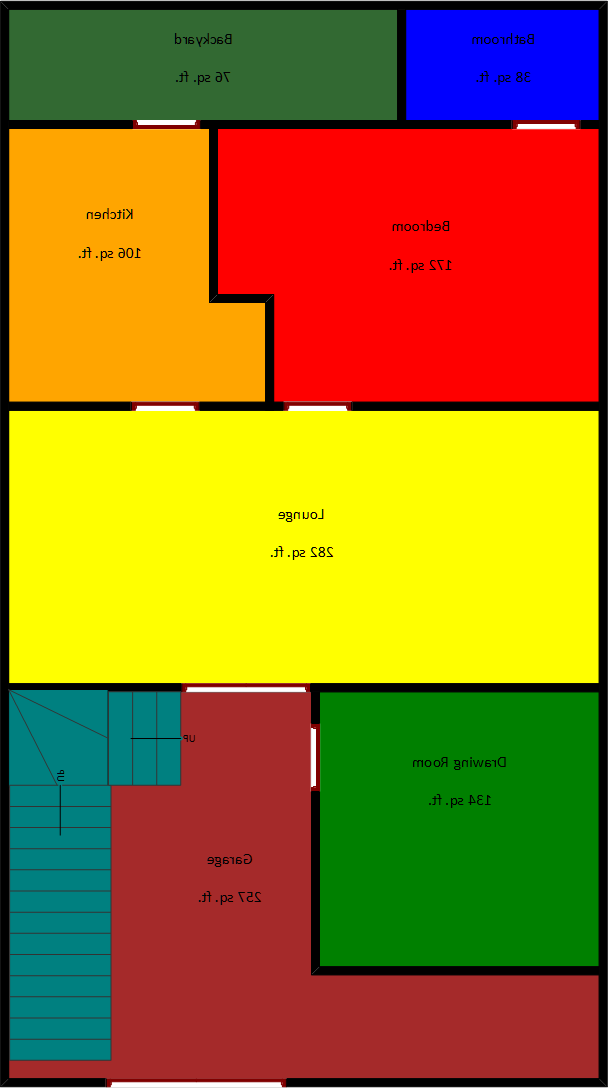 Backyard
76 sq. ft.
Bathroom
38 sq. ft.
Kitchen
106 sq. ft.
Bedroom
172 sq. ft.
Lounge
282 sq. ft.
UP
UP
Drawing Room
134 sq. ft.
Garage
257 sq. ft.